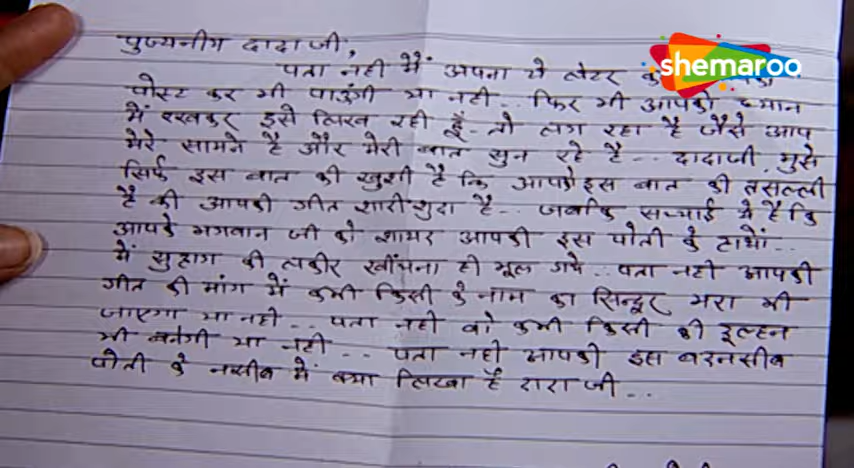 shemaroo
पुज्यनीय दादाजी,
पता नही मैं अपना ये लेटर
पोस्ट कर भी पाऊंगी या नही.. फिर भी आपको ध्यान
में रखकर इसे लिख रही हूँ.. तो लग रहा है जैसे आप
मेरे सामने है और मेरी बात सुन रहे है... दादाजी, मुझे
सिर्फ इस बात की खुशी है कि आपको इस बात की तसल्ली
है की आपकी गीत शादीशुदा है.. जबकि सच्चाई ये है कि
आपके भगवान जी तो शायद आपकी इस पोती के हाथों..
में सुहाग की लकीर खींचना ही भूल गये.. पता नही आपकी
गीत की मांग में कभी किसी के नाम का सिन्दूर भरा भी
जाएगा या नही... पता नही वो कभी किसी की दुल्हन
भी बनेगी या नही... पता नही आपकी इस बदनसीब
पोती के नसीब में क्या लिखा है दादाजी...